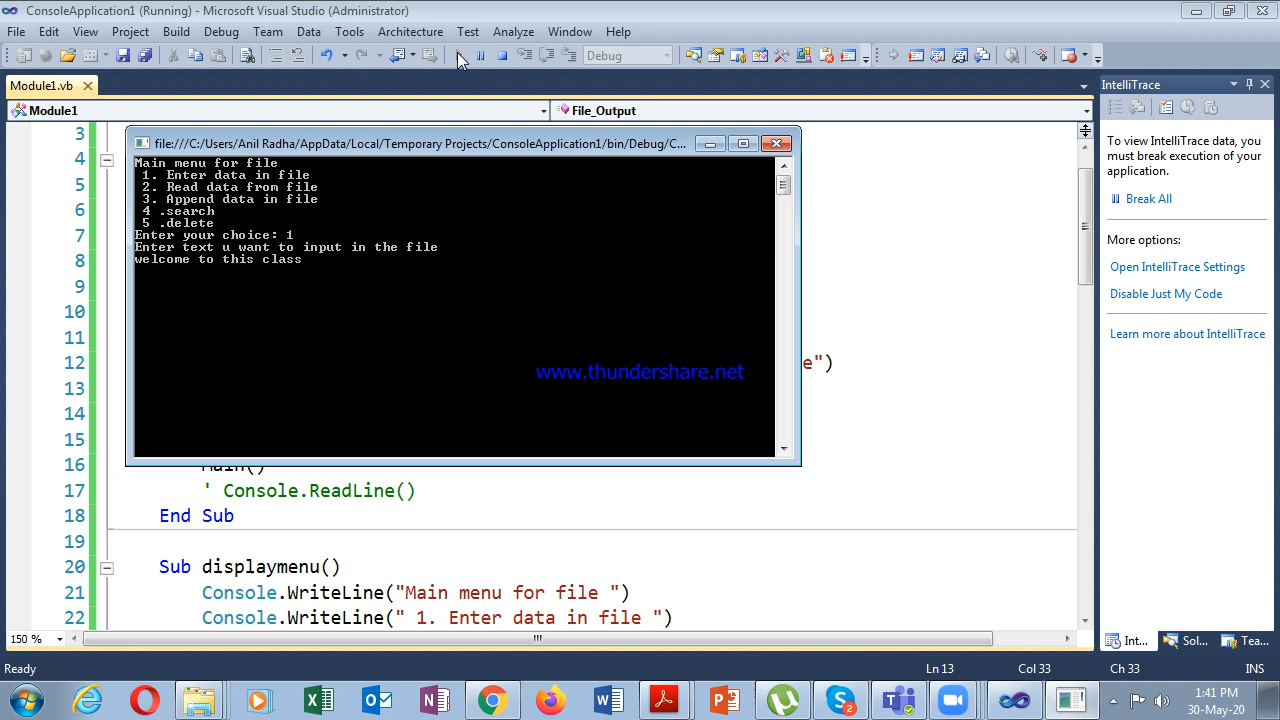 ConsoleApplication1 (Running) - Microsoft Visual Studio (Administrator)
File Edit View Project Build Debug Team Data Tools Architecture Test Analyze Window Help
Debug
Module1.vb
Module1 File_Output
IntelliTrace
To view IntelliTrace data, you
must break execution of your
application.
Break All
More options:
Open IntelliTrace Settings
Disable Just My Code
Learn more about IntelliTrace
file:///C:/Users/Anil Radha/AppData/Local/Temporary Projects/ConsoleApplication1/bin/Debug/C...
Main menu for file
1. Enter data in file
2. Read data from file
3. Append data in file
4 .search
5 .delete
Enter your choice: 1
Enter text u want to input in the file
welcome to this class
www.thundershare.net
3
4
5
6
7
8
9
10
11
12 e")
13
14
15
16 Main()
17 ' Console.ReadLine()
18 End Sub
19
20 Sub displaymenu()
21 Console.WriteLine("Main menu for file ")
22 Console.WriteLine(" 1. Enter data in file ")
150 %
Int... Sol... Tea...
Ready Ln 13 Col 33 Ch 33 INS
2
1:41 PM
30-May-20